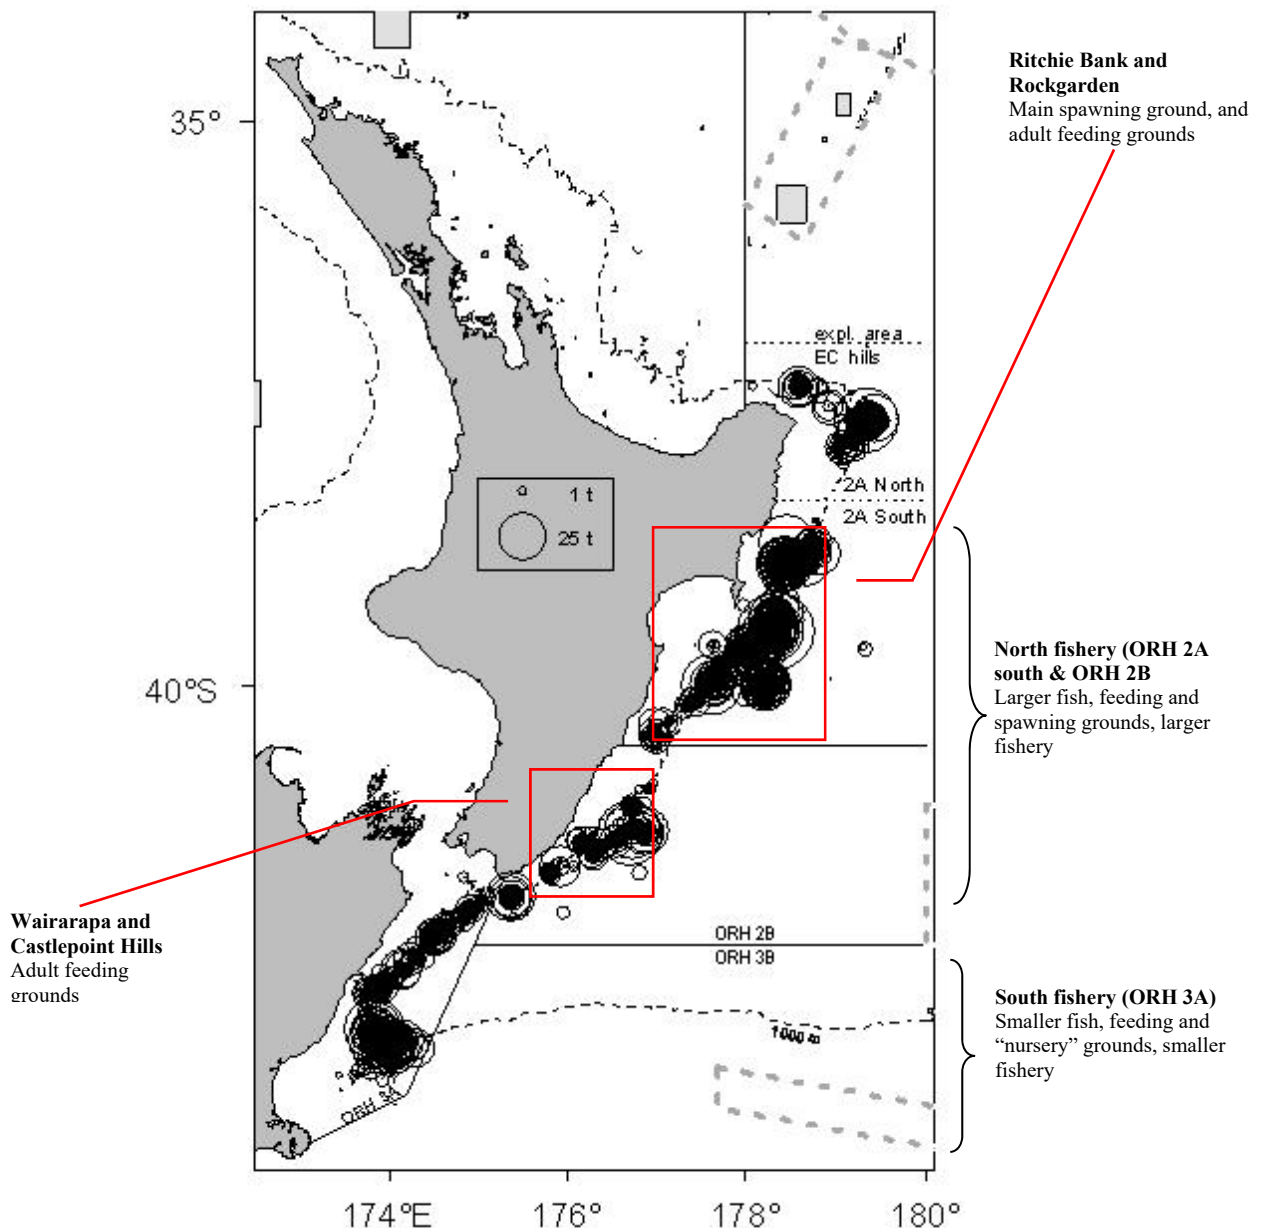 Ritchie Bank and
Rockgarden
Main spawning ground, and
adult feeding grounds
35°
expl. area
EC hills
2A North
2A South
1 t
25 t
North fishery (ORH 2A
south & ORH 2B
Larger fish, feeding and
spawning grounds, larger
fishery
40°S
Wairarapa and
Castlepoint Hills
Adult feeding
grounds
ORH 2B
ORH 3B
South fishery (ORH 3A)
Smaller fish, feeding and
“nursery” grounds, smaller
fishery
1000 m
ORH 3A
174°E
176°
178°
180°